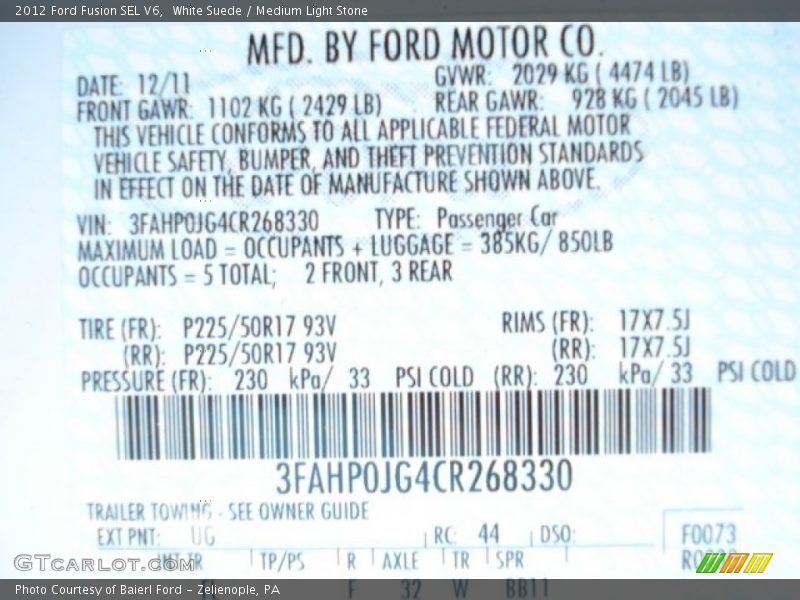 2012 Ford Fusion SEL V6,  White Suede / Medium Light Stone
MFD. BY FORD MOTOR CO.
DATE: 12/11 GVWR: 2029 KG ( 4474 LB)
FRONT GAWR: 1102 KG ( 2429 LB) REAR GAWR: 928 KG ( 2045 LB)
THIS VEHICLE CONFORMS TO ALL APPLICABLE FEDERAL MOTOR
VEHICLE SAFETY, BUMPER, AND THEFT PREVENTION STANDARDS
IN EFFECT ON THE DATE OF MANUFACTURE SHOWN ABOVE.
VIN: 3FAHP0JG4CR268330 TYPE: Passenger Car
MAXIMUM LOAD = OCCUPANTS + LUGGAGE = 385KG/ 850LB
OCCUPANTS = 5 TOTAL; 2 FRONT, 3 REAR
TIRE (FR): P225/50R17 93V RIMS (FR): 17X7.5J
(RR): P225/50R17 93V (RR): 17X7.5J
PRESSURE (FR): 230 kPa/ 33 PSI COLD (RR): 230 kPa/ 33 PSI COLD
3FAHP0JG4CR268330
TRAILER TOWING - SEE OWNER GUIDE
EXT PNT: UG RC: 44 DSO: F0073
INT TR TP/PS R AXLE TR SPR
GTCARLOT.COM
F 32 W BB11
Photo Courtesy of Baierl Ford – Zelienople, PA